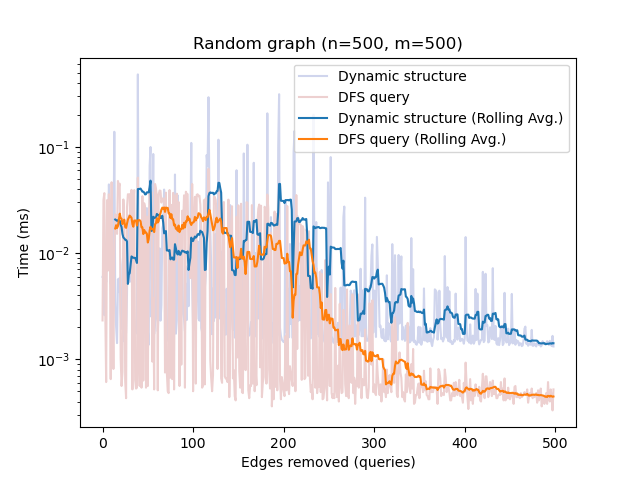 Random graph (n=500, m=500)
Dynamic structure
DFS query
Dynamic structure (Rolling Avg.)
DFS query (Rolling Avg.)
Time (ms)
10⁻¹
10⁻²
10⁻³
0 100 200 300 400 500
Edges removed (queries)